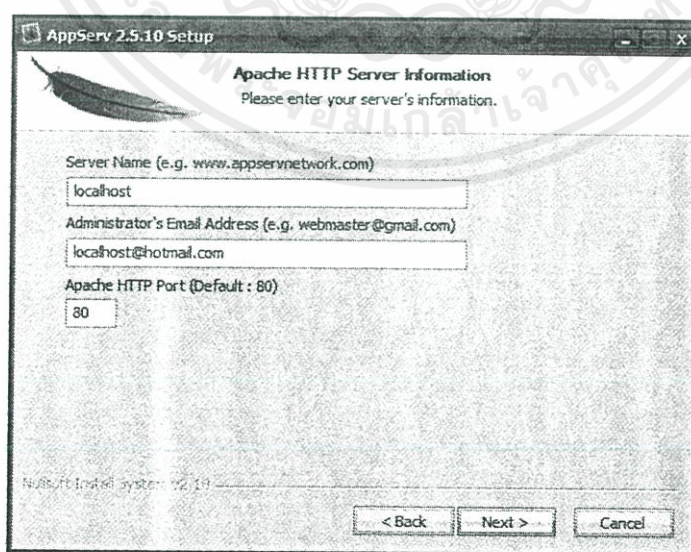 AppServ 2.5.10 Setup
Apache HTTP Server Information
Please enter your server's information.
Server Name (e.g. www.appservnetwork.com)
localhost
Administrator's Email Address (e.g. webmaster@gmail.com)
localhost@hotmail.com
Apache HTTP Port (Default : 80)
80
Nullsoft Install System
< Back
Next >
Cancel